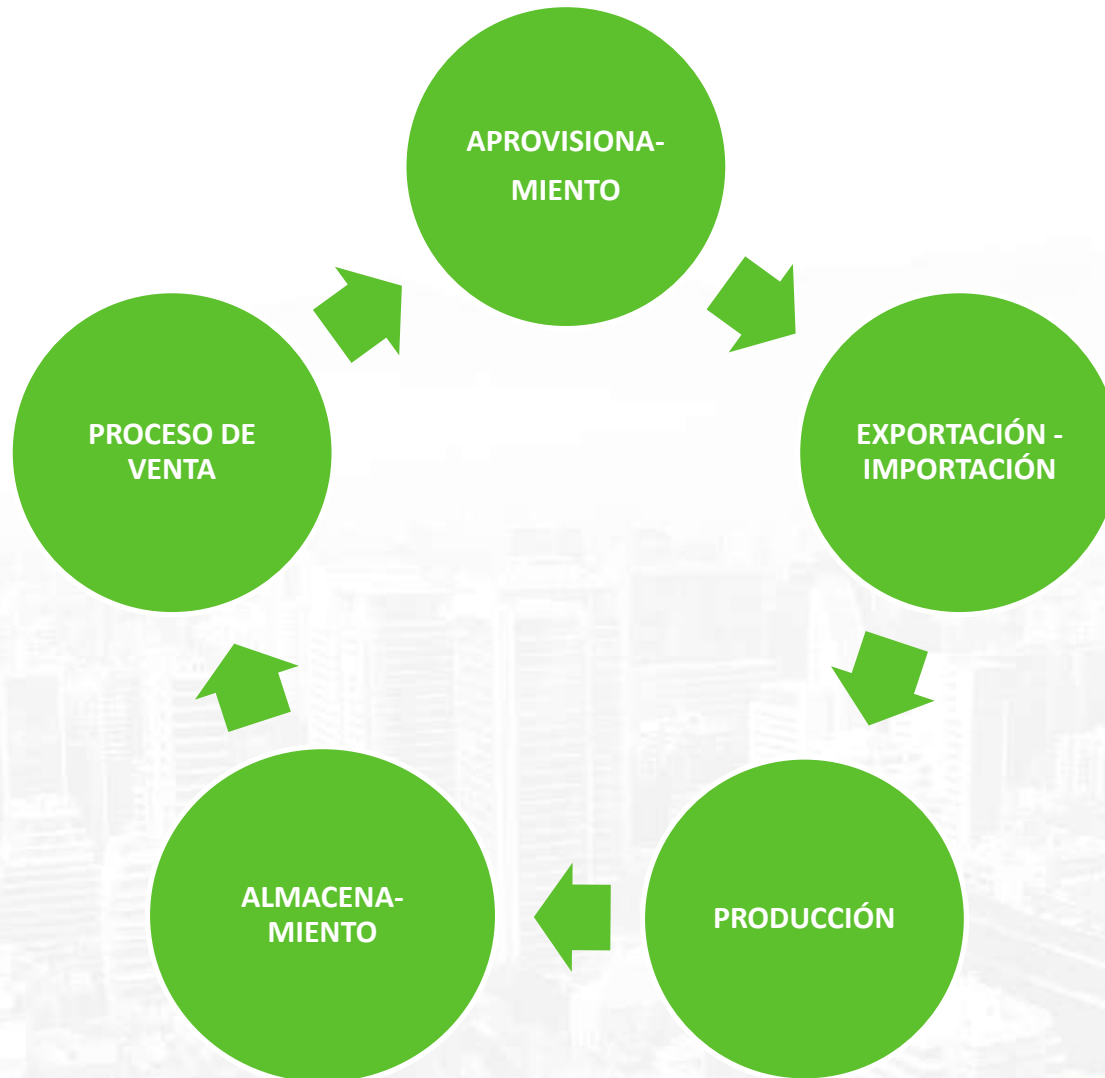 APROVISIONA-
MIENTO
EXPORTACIÓN -
IMPORTACIÓN
PRODUCCIÓN
ALMACENA-
MIENTO
PROCESO DE
VENTA